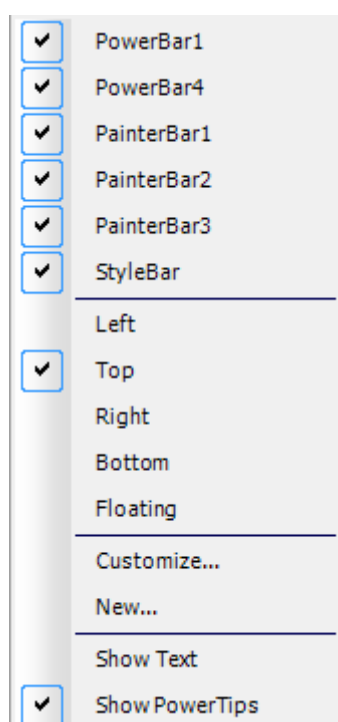 PowerBar1
PowerBar4
PainterBar1
PainterBar2
PainterBar3
StyleBar
Left
Top
Right
Bottom
Floating
Customize...
New...
Show Text
Show PowerTips